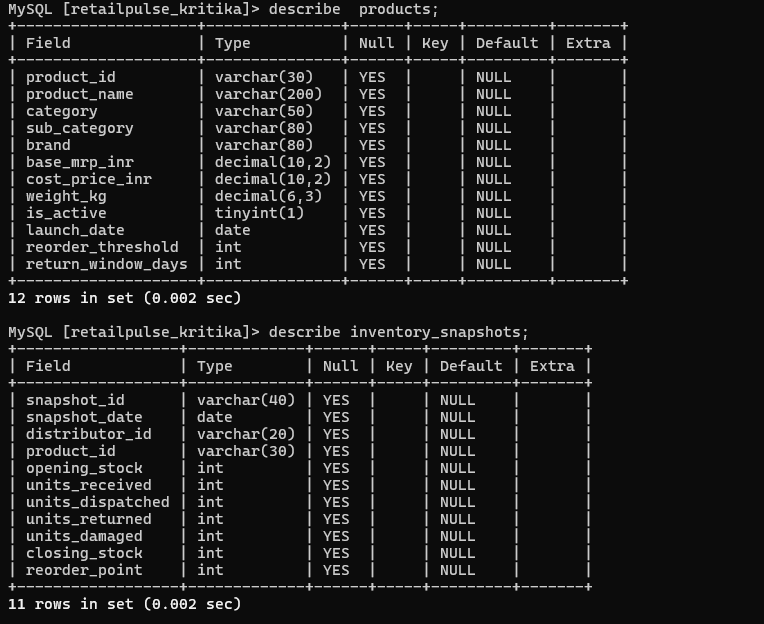 MySQL [retailpulse_kritika]> describe  products;
+--------------------+---------------+------+-----+---------+-------+
| Field              | Type          | Null | Key | Default | Extra |
+--------------------+---------------+------+-----+---------+-------+
| product_id         | varchar(30)   | YES  |     | NULL    |       |
| product_name       | varchar(200)  | YES  |     | NULL    |       |
| category           | varchar(50)   | YES  |     | NULL    |       |
| sub_category       | varchar(80)   | YES  |     | NULL    |       |
| brand              | varchar(80)   | YES  |     | NULL    |       |
| base_mrp_inr       | decimal(10,2) | YES  |     | NULL    |       |
| cost_price_inr     | decimal(10,2) | YES  |     | NULL    |       |
| weight_kg          | decimal(6,3)  | YES  |     | NULL    |       |
| is_active          | tinyint(1)    | YES  |     | NULL    |       |
| launch_date        | date          | YES  |     | NULL    |       |
| reorder_threshold  | int           | YES  |     | NULL    |       |
| return_window_days | int           | YES  |     | NULL    |       |
+--------------------+---------------+------+-----+---------+-------+
12 rows in set (0.002 sec)
MySQL [retailpulse_kritika]> describe inventory_snapshots;
+------------------+-------------+------+-----+---------+-------+
| Field            | Type        | Null | Key | Default | Extra |
+------------------+-------------+------+-----+---------+-------+
| snapshot_id      | varchar(40) | YES  |     | NULL    |       |
| snapshot_date    | date        | YES  |     | NULL    |       |
| distributor_id   | varchar(20) | YES  |     | NULL    |       |
| product_id       | varchar(30) | YES  |     | NULL    |       |
| opening_stock    | int         | YES  |     | NULL    |       |
| units_received   | int         | YES  |     | NULL    |       |
| units_dispatched | int         | YES  |     | NULL    |       |
| units_returned   | int         | YES  |     | NULL    |       |
| units_damaged    | int         | YES  |     | NULL    |       |
| closing_stock    | int         | YES  |     | NULL    |       |
| reorder_point    | int         | YES  |     | NULL    |       |
+------------------+-------------+------+-----+---------+-------+
11 rows in set (0.002 sec)